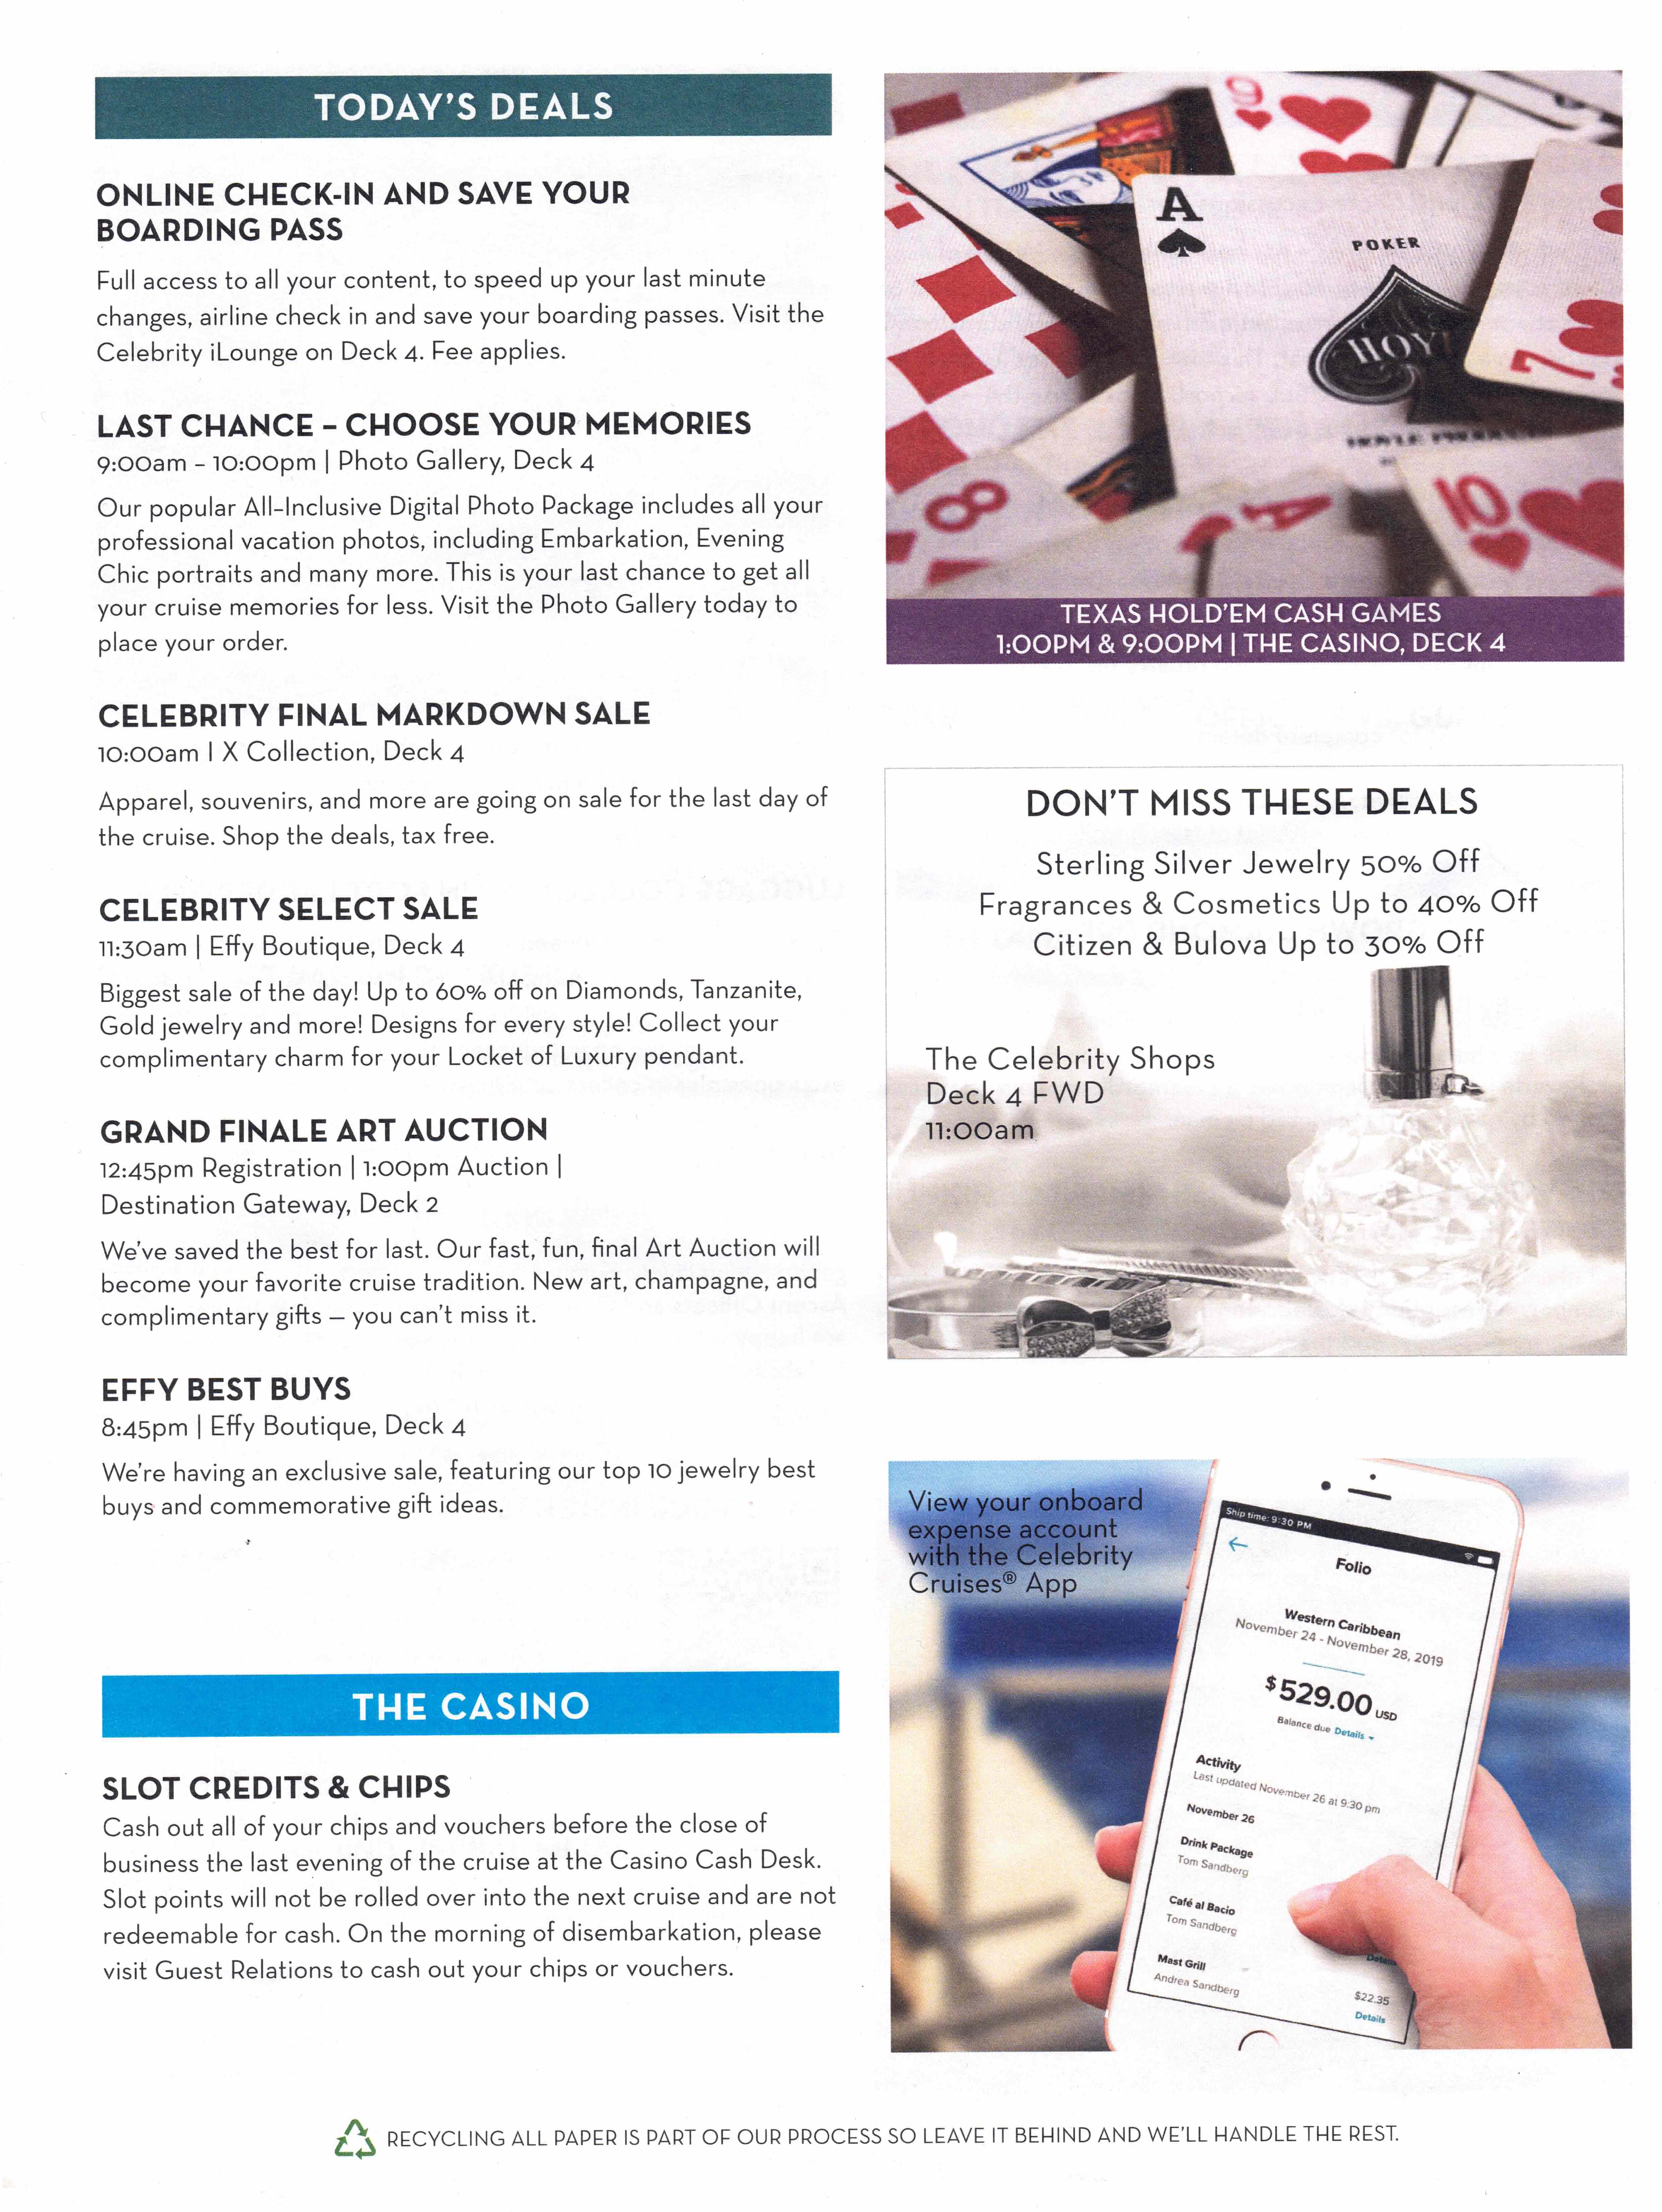 TODAY'S DEALS
ONLINE CHECK-IN AND SAVE YOUR
BOARDING PASS
Full access to all your content, to speed up your last minute
changes, airline check in and save your boarding passes. Visit the
Celebrity iLounge on Deck 4. Fee applies.
LAST CHANCE – CHOOSE YOUR MEMORIES
9:00am – 10:00pm | Photo Gallery, Deck 4
Our popular All-Inclusive Digital Photo Package includes all your
professional vacation photos, including Embarkation, Evening
Chic portraits and many more. This is your last chance to get all
your cruise memories for less. Visit the Photo Gallery today to
place your order.
CELEBRITY FINAL MARKDOWN SALE
10:00am I X Collection, Deck 4
Apparel, souvenirs, and more are going on sale for the last day of
the cruise. Shop the deals, tax free.
CELEBRITY SELECT SALE
11:30am | Effy Boutique, Deck 4
Biggest sale of the day! Up to 60% off on Diamonds, Tanzanite,
Gold jewelry and more! Designs for every style! Collect your
complimentary charm for your Locket of Luxury pendant.
GRAND FINALE ART AUCTION
12:45pm Registration | 1:00pm Auction |
Destination Gateway, Deck 2
We've saved the best for last. Our fast, fun, final Art Auction will
become your favorite cruise tradition. New art, champagne, and
complimentary gifts – you can't miss it.
EFFY BEST BUYS
8:45pm | Effy Boutique, Deck 4
We're having an exclusive sale, featuring our top 10 jewelry best
buys and commemorative gift ideas.
THE CASINO
SLOT CREDITS & CHIPS
Cash out all of your chips and vouchers before the close of
business the last evening of the cruise at the Casino Cash Desk.
Slot points will not be rolled over into the next cruise and are not
redeemable for cash. On the morning of disembarkation, please
visit Guest Relations to cash out your chips or vouchers.
9
A
POKER
7
8
A
10
TEXAS HOLD'EM CASH GAMES
1:00PM & 9:00PM | THE CASINO, DECK 4
DON'T MISS THESE DEALS
Sterling Silver Jewelry 50% Off
Fragrances & Cosmetics Up to 40% Off
Citizen & Bulova Up to 30% Off
The Celebrity Shops
Deck 4 FWD
11:00am
View your onboard
expense account
with the Celebrity
Cruises® App
Ship time: 9:30 PM
Folio
Western Caribbean
November 24 - November 28, 2019
$529.00 USD
Balance due Details
Activity
Last updated November 26 at 9:30 pm
November 26
Drink Package
Tom Sandberg
Café al Bacio
Tom Sandberg
Mast Grill
Andrea Sandberg
$22.35
Details
RECYCLING ALL PAPER IS PART OF OUR PROCESS SO LEAVE IT BEHIND AND WE'LL HANDLE THE REST.